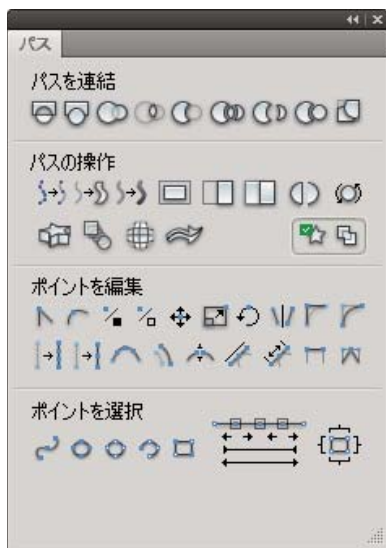 パス
パスを連結
パスの操作
ポイントを編集
ポイントを選択